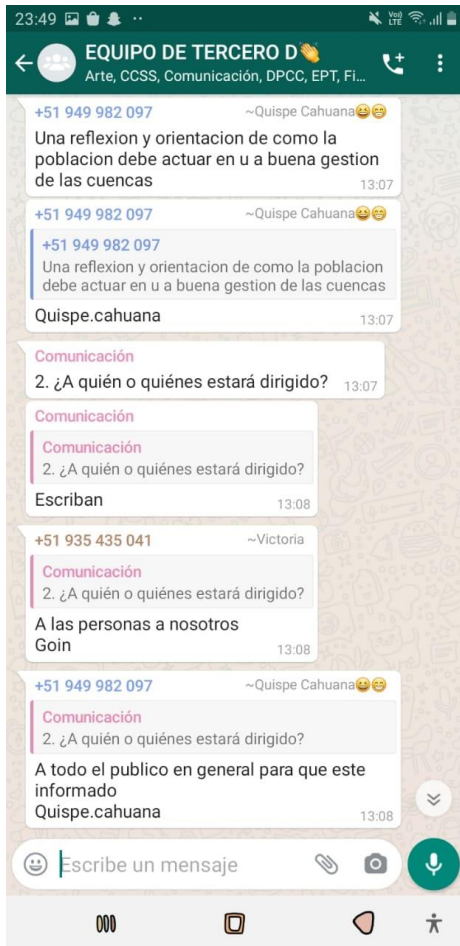 23:49
EQUIPO DE TERCERO D👋
Arte, CCSS, Comunicación, DPCC, EPT, Fi...
+51 949 982 097 ~Quispe Cahuana😆😁
Una reflexion y orientacion de como la
poblacion debe actuar en u a buena gestion
de las cuencas 13:07
+51 949 982 097 ~Quispe Cahuana😆😁
+51 949 982 097
Una reflexion y orientacion de como la poblacion
debe actuar en u a buena gestion de las cuencas
Quispe.cahuana 13:07
Comunicación
2. ¿A quién o quiénes estará dirigido? 13:07
Comunicación
Comunicación
2. ¿A quién o quiénes estará dirigido?
Escriban 13:08
+51 935 435 041 ~Victoria
Comunicación
2. ¿A quién o quiénes estará dirigido?
A las personas a nosotros
Goin 13:08
+51 949 982 097 ~Quispe Cahuana😆😁
Comunicación
2. ¿A quién o quiénes estará dirigido?
A todo el publico en general para que este
informado
Quispe.cahuana 13:08
Escribe un mensaje